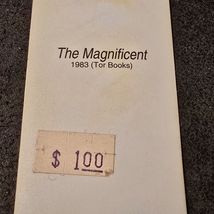 The Magnificent
1983 (Tor Books)
$ 100